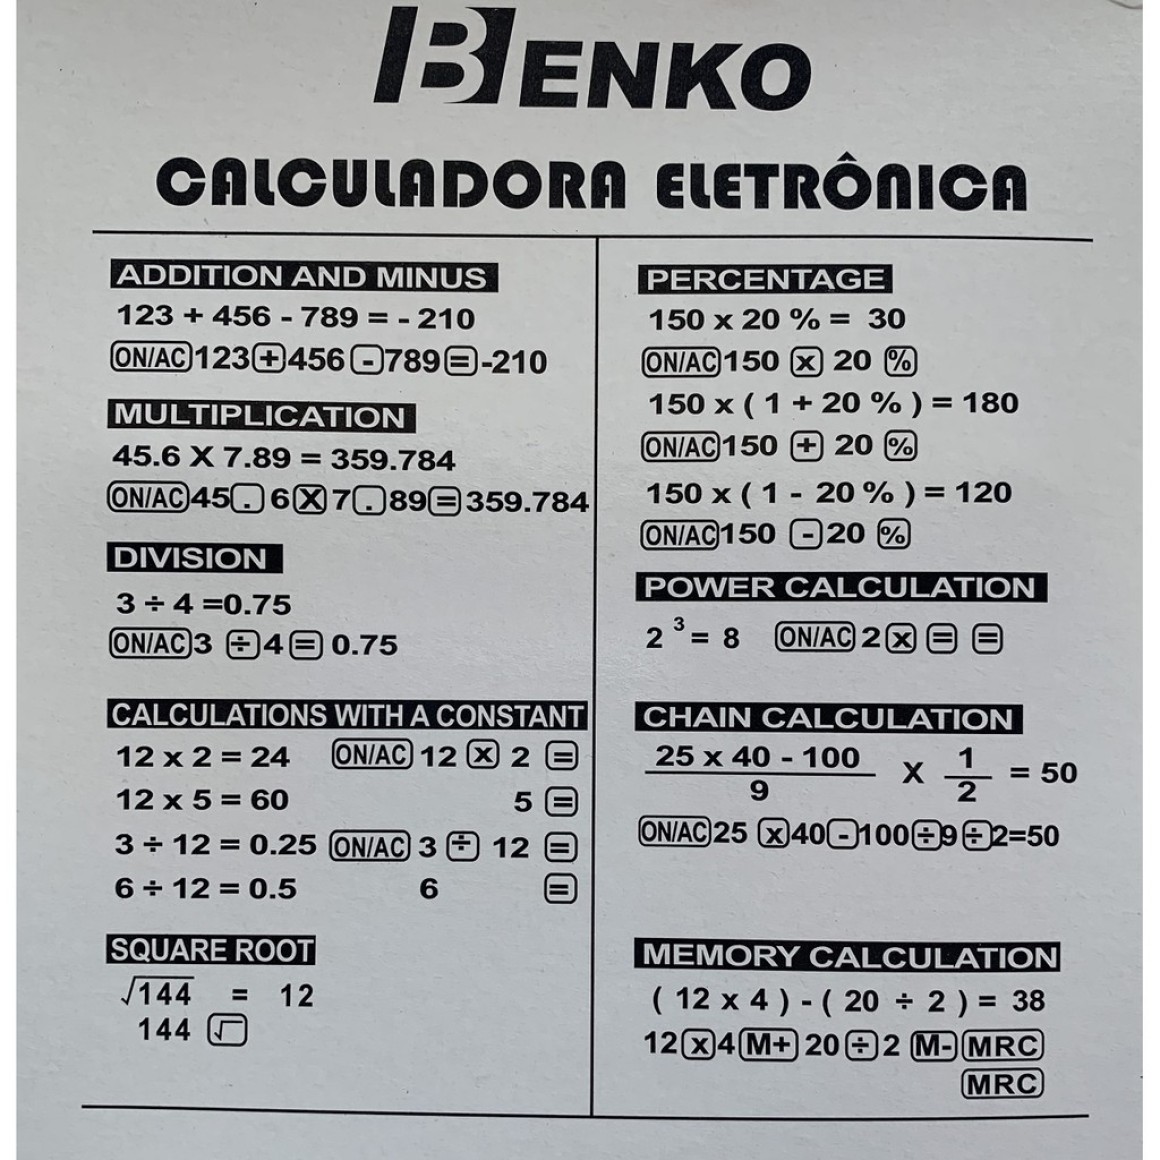 BENKO
CALCULADORA ELETRÔNICA
ADDITION AND MINUS
123 + 456 - 789 = - 210
ON/AC 123 + 456 - 789 = -210
MULTIPLICATION
45.6 X 7.89 = 359.784
ON/AC 45 . 6 X 7 . 89 = 359.784
DIVISION
3 ÷ 4 =0.75
ON/AC 3 ÷ 4 = 0.75
CALCULATIONS WITH A CONSTANT
12 x 2 = 24 ON/AC 12 x 2 =
12 x 5 = 60 5 =
3 ÷ 12 = 0.25 ON/AC 3 ÷ 12 =
6 ÷ 12 = 0.5 6 =
SQUARE ROOT
√144 = 12
144 √
PERCENTAGE
150 x 20 % = 30
ON/AC 150 x 20 %
150 x ( 1 + 20 % ) = 180
ON/AC 150 + 20 %
150 x ( 1 - 20 % ) = 120
ON/AC 150 - 20 %
POWER CALCULATION
2³ = 8 ON/AC 2 x = =
CHAIN CALCULATION
25 x 40 - 100 1
X = 50
9 2
ON/AC 25 x 40 - 100 ÷ 9 ÷ 2=50
MEMORY CALCULATION
( 12 x 4 ) - ( 20 ÷ 2 ) = 38
12 x 4 M+ 20 ÷ 2 M- MRC
MRC